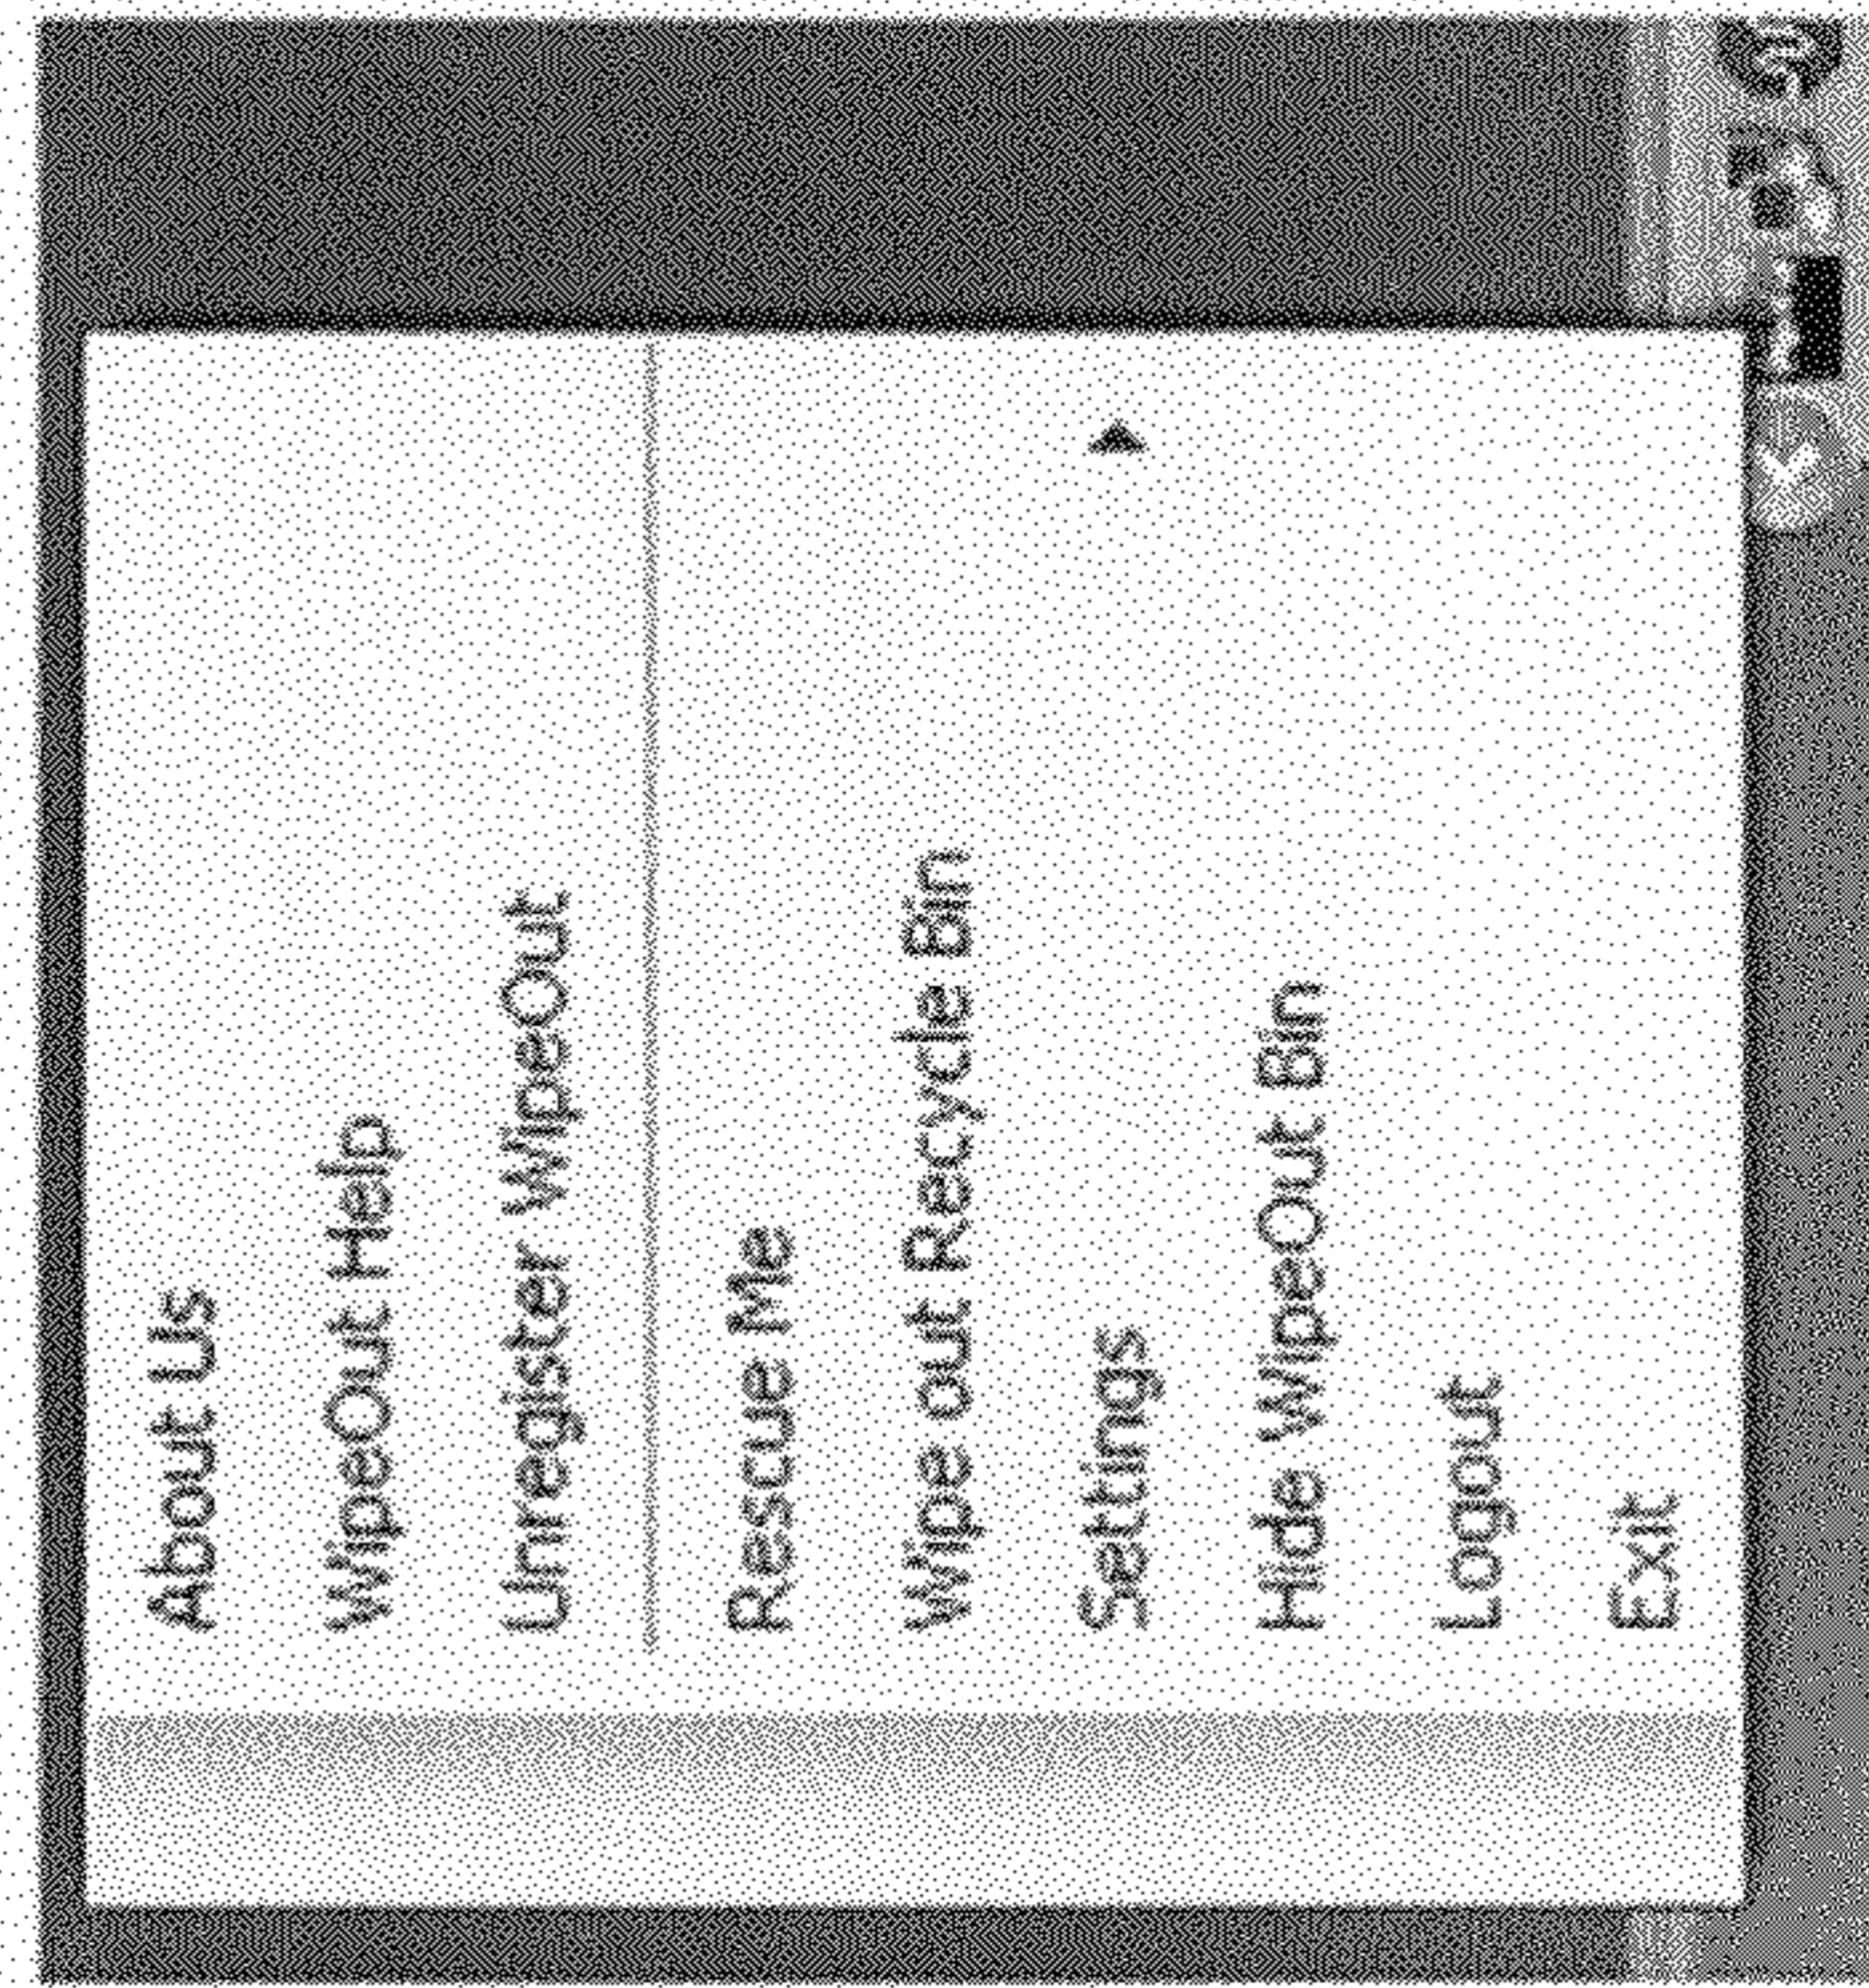 About Us
WipeOut Help
Unregister WipeOut
Rescue Me
Wipe out Recycle Bin
Settings
Hide WipeOut Bin
Logout
Exit